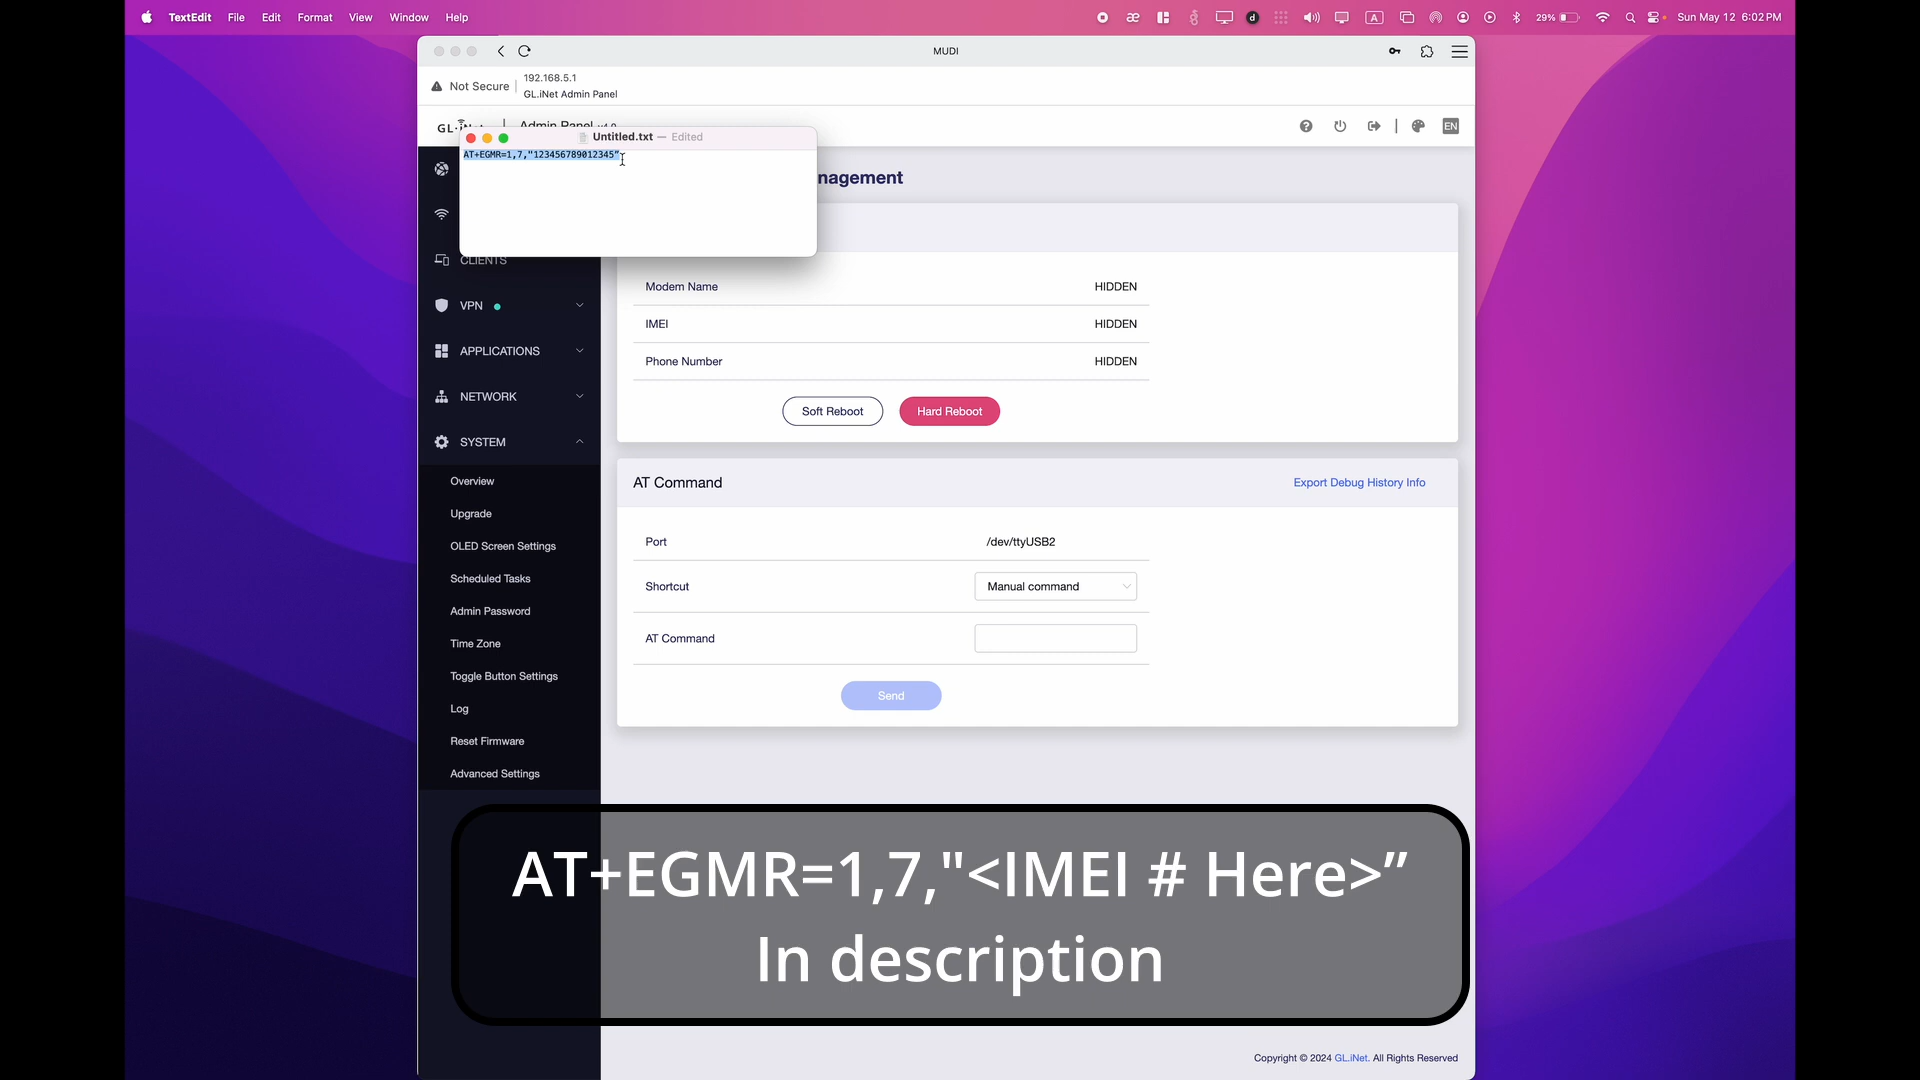 TextEdit File Edit Format View Window Help
A 29% Sun May 12 6:02 PM
MUDI
Not Secure
192.168.5.1
GL.iNet Admin Panel
EN
Untitled.txt — Edited
AT+EGMR=1,7,"123456789012345”
nagement
CLIENTS
VPN
APPLICATIONS
NETWORK
SYSTEM
Overview
Upgrade
OLED Screen Settings
Scheduled Tasks
Admin Password
Time Zone
Toggle Button Settings
Log
Reset Firmware
Advanced Settings
Modem Name HIDDEN
IMEI HIDDEN
Phone Number HIDDEN
Soft Reboot Hard Reboot
AT Command Export Debug History Info
Port /dev/ttyUSB2
Shortcut Manual command
AT Command
Send
AT+EGMR=1,7,"<IMEI # Here>”
In description
Copyright © 2024 GL.iNet. All Rights Reserved